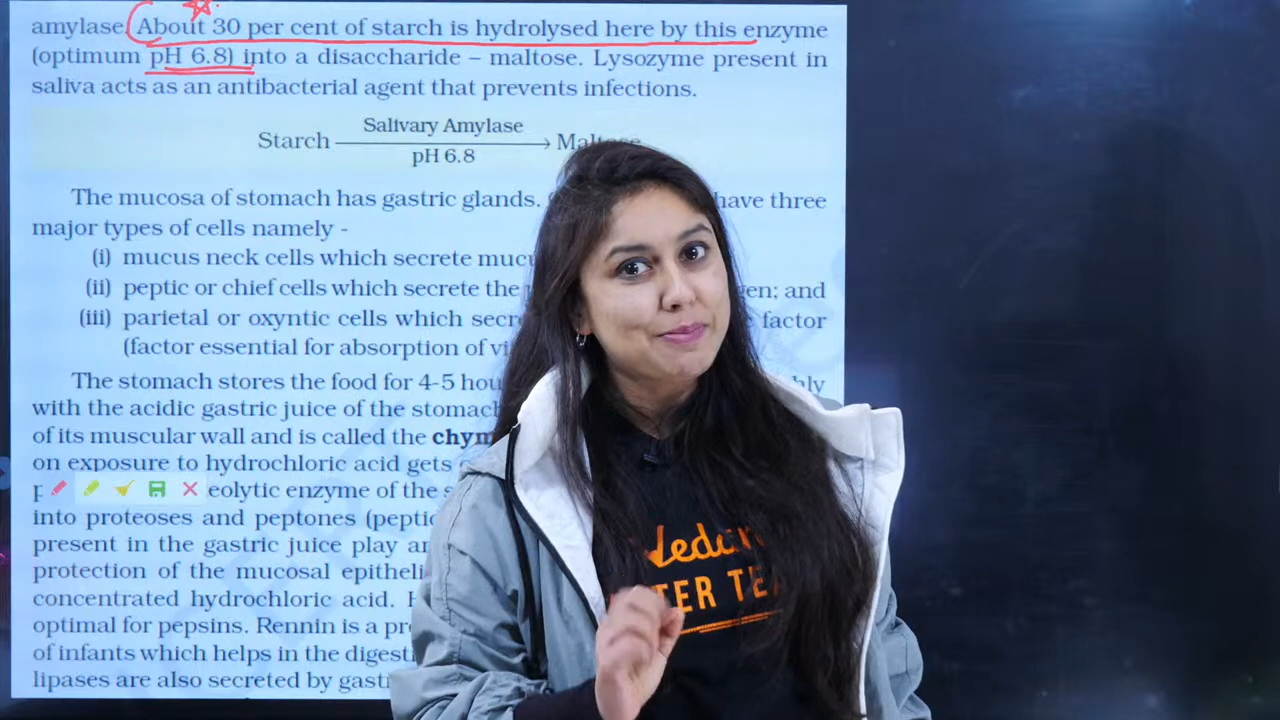 amylase. About 30 per cent of starch is hydrolysed here by this enzyme
(optimum pH 6.8) into a disaccharide – maltose. Lysozyme present in
saliva acts as an antibacterial agent that prevents infections.
Salivary Amylase
Starch → Maltose
pH 6.8
The mucosa of stomach has gastric glands. have three
major types of cells namely -
(i) mucus neck cells which secrete
(ii) peptic or chief cells which secrete the and
(iii) parietal or oxyntic cells which factor
(factor essential for absorption of
The stomach stores the food for 4-5
with the acidic gastric juice of the stomach
of its muscular wall and is called the
on exposure to hydrochloric acid gets
enzyme of the
into proteoses and peptones
present in the gastric juice play
protection of the mucosal
concentrated hydrochloric acid.
optimal for pepsins. Rennin is a
of infants which helps in the
lipases are also secreted by